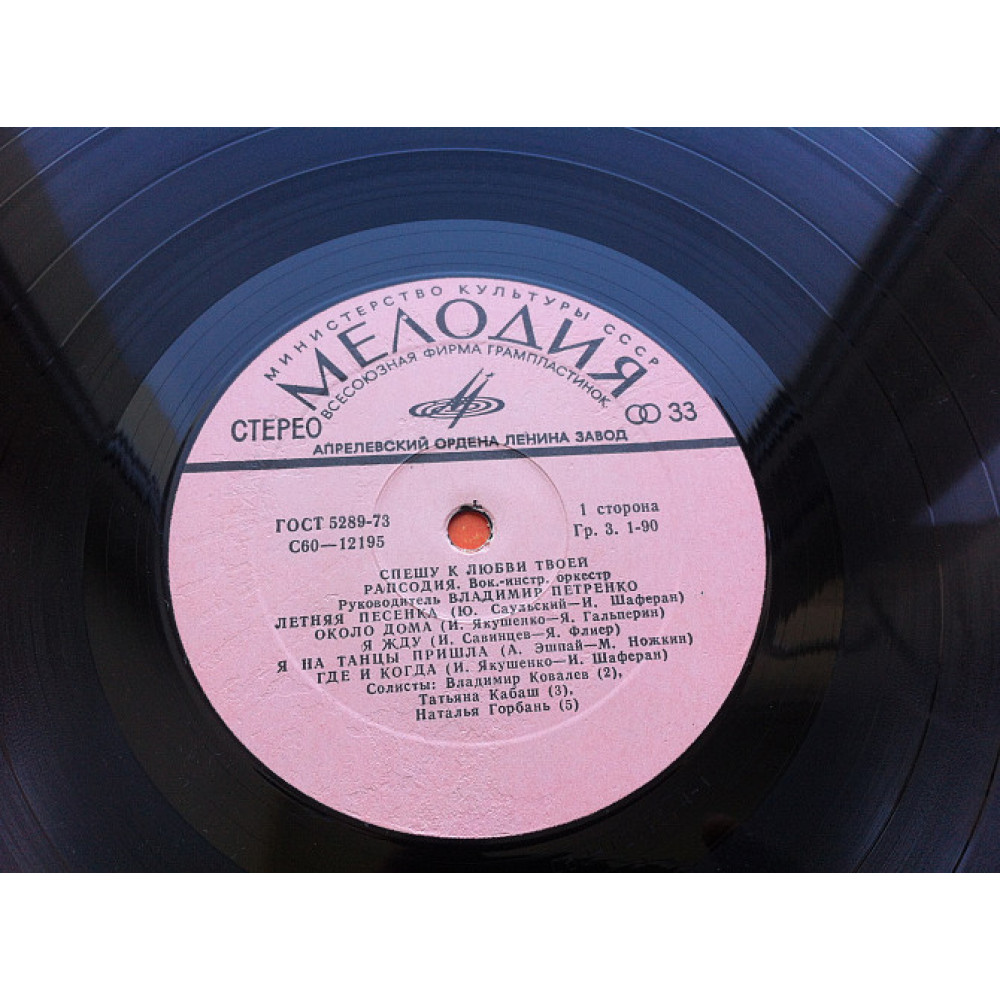 МИНИСТЕРСТВО КУЛЬТУРЫ СССР
МЕЛОДИЯ
ВСЕСОЮЗНАЯ ФИРМА ГРАМПЛАСТИНОК
СТЕРЕО
33
АПРЕЛЕВСКИЙ ОРДЕНА ЛЕНИНА ЗАВОД
ГОСТ 5289-73
С60—12195
1 сторона
Гр. 3. 1-90
СПЕШУ К ЛЮБВИ ТВОЕЙ
РАПСОДИЯ. Вок.-инстр. оркестр
Руководитель ВЛАДИМИР ПЕТРЕНКО
ЛЕТНЯЯ ПЕСЕНКА (Ю. Саульский—И. Шаферан)
ОКОЛО ДОМА (И. Якушенко—Я. Гальперин)
Я ЖДУ (И. Савинцев—Я. Флиер)
Я НА ТАНЦЫ ПРИШЛА (А. Эшпай—М. Ножкин)
ГДЕ И КОГДА (И. Якушенко—И. Шаферан)
Солисты: Владимир Ковалев (2),
Татьяна Кабаш (3),
Наталья Горбань (5)